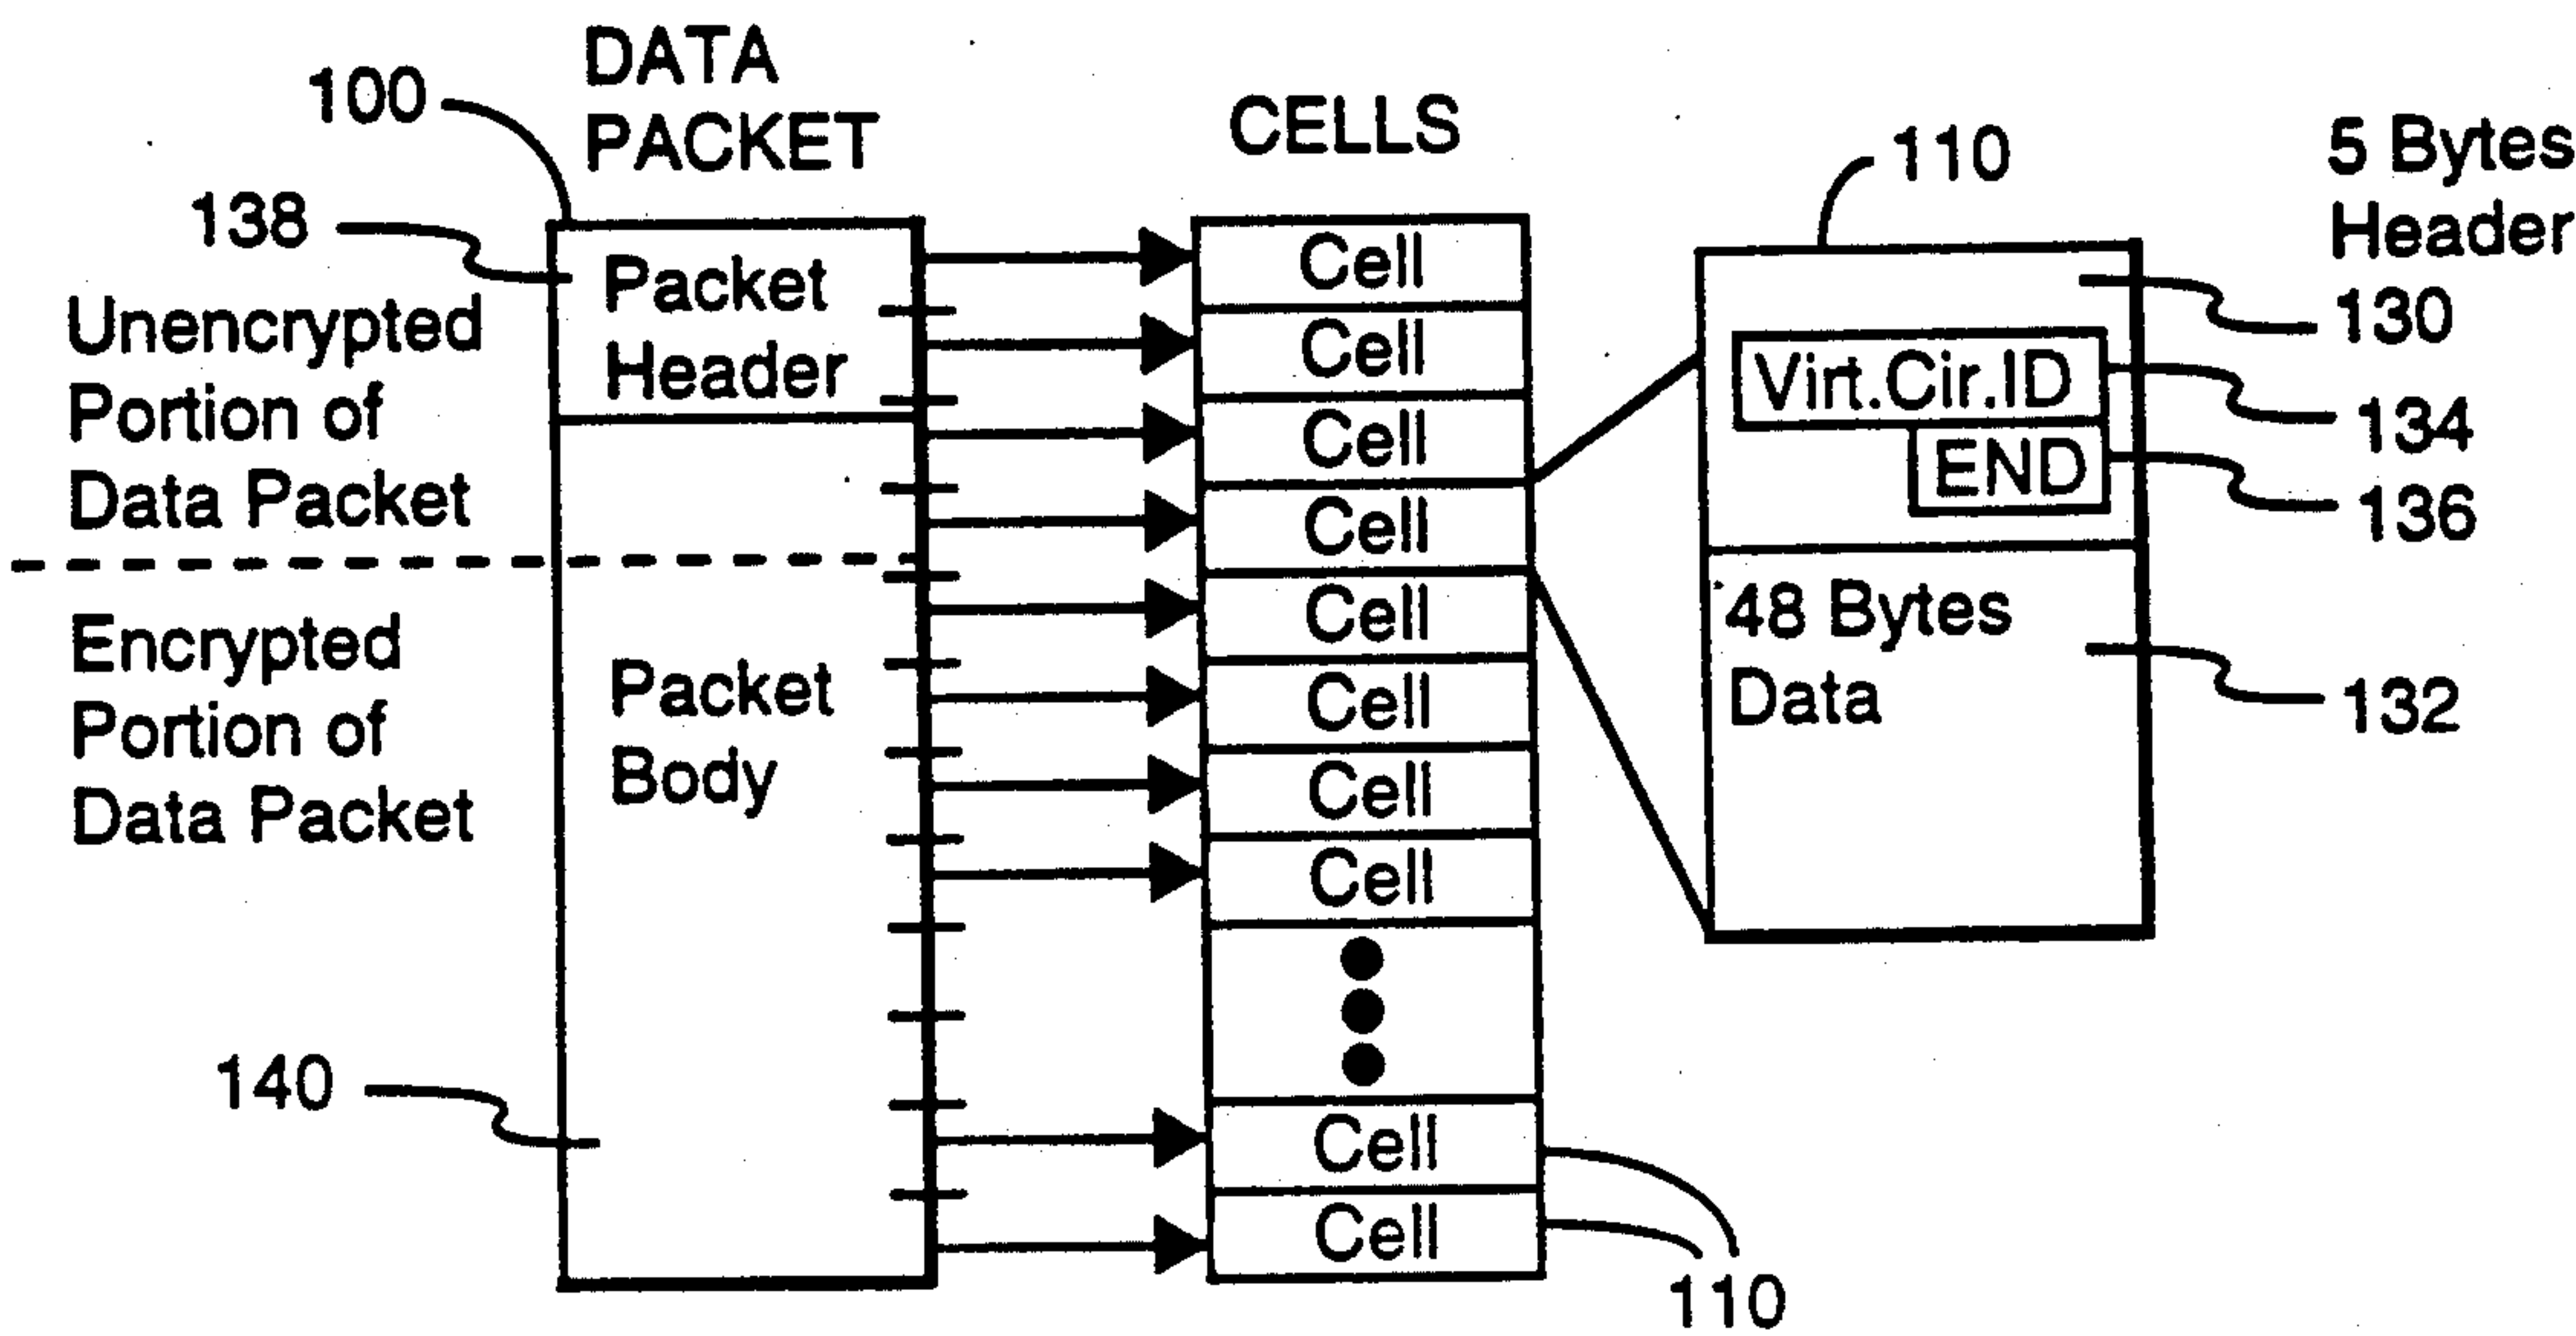 DATA
PACKET
100
138
Unencrypted
Portion of
Data Packet
Encrypted
Portion of
Data Packet
140
Packet
Header
Packet
Body
CELLS
Cell
Cell
Cell
Cell
Cell
Cell
Cell
Cell
Cell
Cell
110
110
5 Bytes
Header
130
Virt.Cir.ID
134
END
136
48 Bytes
Data
132